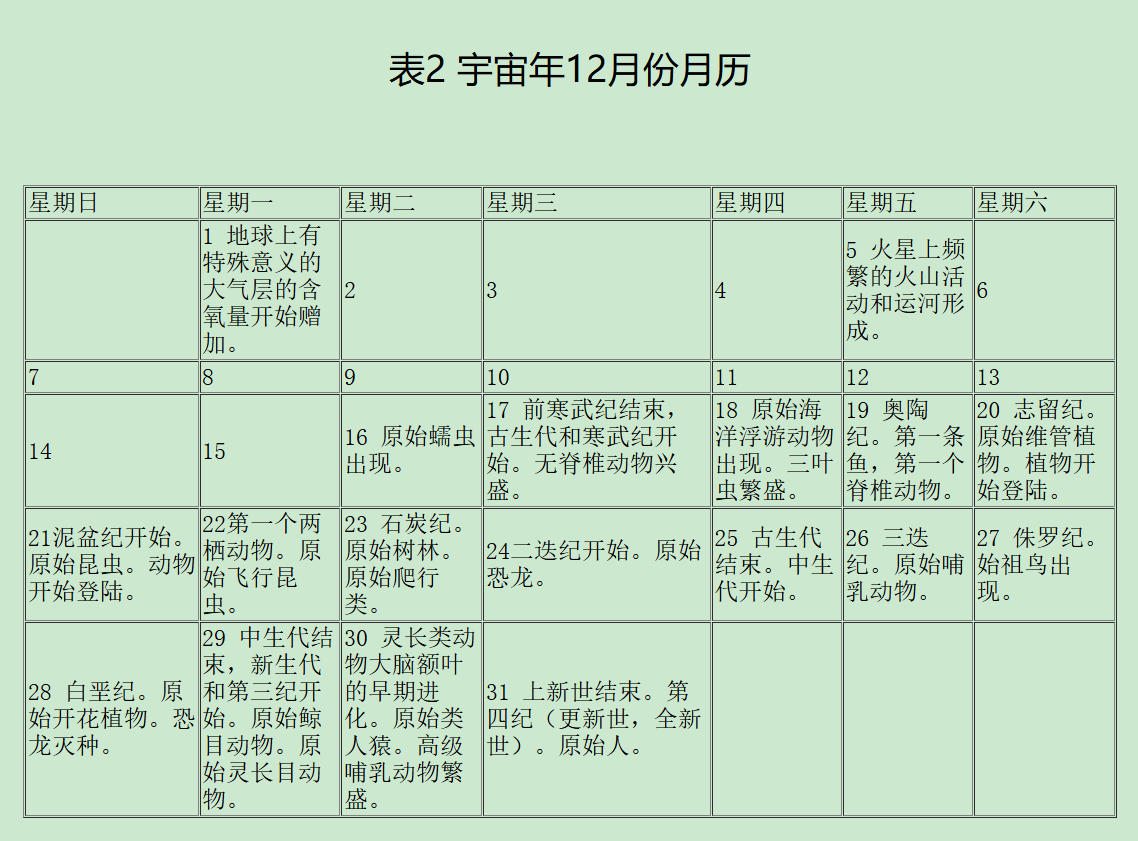 表2 宇宙年12月份月历
星期日
星期一
星期二
星期三
星期四
星期五
星期六
1 地球上有
特殊意义的
大气层的含
氧量开始赠
加。
2
3
4
5 火星上频
繁的火山活
动和运河形
成。
6
7
8
9
10
11
12
13
14
15
16 原始蠕虫
出现。
17 前寒武纪结束，
古生代和寒武纪开
始。无脊椎动物兴
盛。
18 原始海
洋浮游动物
出现。三叶
虫繁盛。
19 奥陶
纪。第一条
鱼，第一个
脊椎动物。
20 志留纪。
原始维管植
物。植物开
始登陆。
21泥盆纪开始。
原始昆虫。动物
开始登陆。
22第一个两
栖动物。原
始飞行昆
虫。
23 石炭纪。
原始树林。
原始爬行
类。
24二迭纪开始。原始
恐龙。
25 古生代
结束。中生
代开始。
26 三迭
纪。原始哺
乳动物。
27 侏罗纪。
始祖鸟出
现。
28 白垩纪。原
始开花植物。恐
龙灭种。
29 中生代结
束，新生代
和第三纪开
始。原始鲸
目动物。原
始灵长目动
物。
30 灵长类动
物大脑额叶
的早期进
化。原始类
人猿。高级
哺乳动物繁
盛。
31 上新世结束。第
四纪（更新世，全新
世）。原始人。